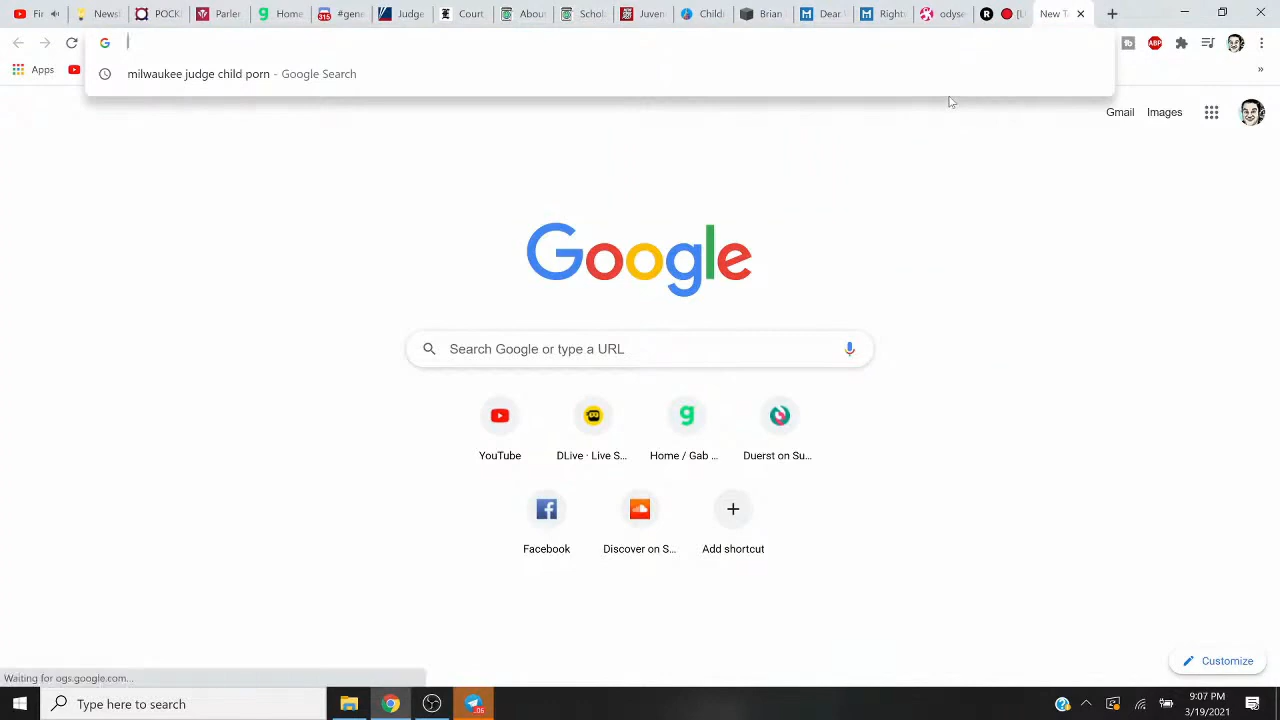 Fir
News
POCK
Parler
Home
315
#gene
Judge
Court
About
Schol
Juven
Child
Brian
Dear
Right
odyse
R
New T
ABP
milwaukee judge child porn - Google Search
Apps
»
Gmail
Images
Google
Search Google or type a URL
YouTube
DLive · Live S...
Home / Gab ...
Duerst on Su...
Facebook
Discover on S...
Add shortcut
Customize
Waiting for ogs.google.com...
Type here to search
9:07 PM
3/19/2021